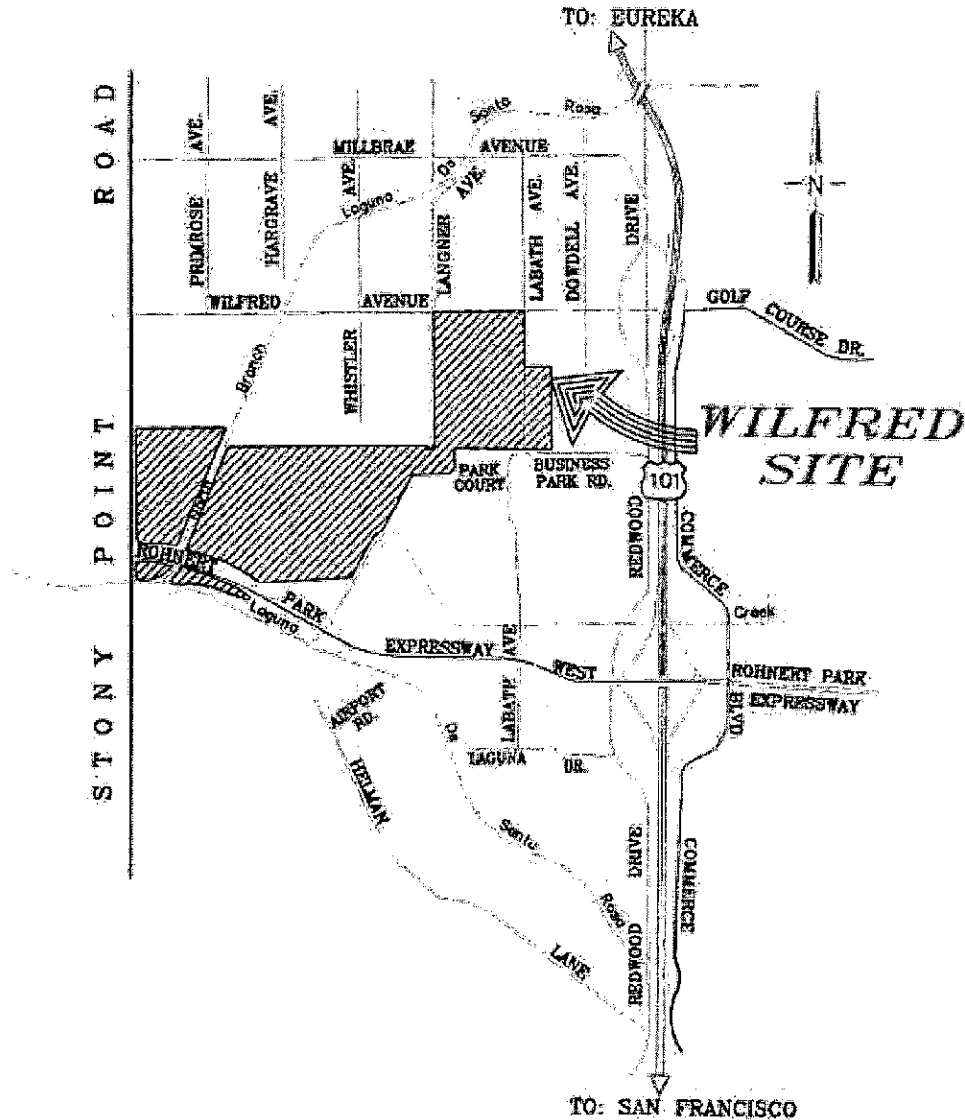 TO: EUREKA
STONY POINT ROAD
PRIMROSE AVE.
HARGRAVE AVE.
MILLBRAE AVENUE
Santa Rosa
Laguna De
AVE.
LANGNER AVE.
LABATH AVE.
DOWDELL AVE.
DRIVE
N
WILFRED AVENUE
GOLF COURSE DR.
Branch
WHISTLER
WILFRED
SITE
PARK
COURT
BUSINESS
PARK RD.
101
REDWOOD
COMMERCE
ROHNERT PARK EXPRESSWAY WEST
Laguna
Creek
ROHNERT PARK
EXPRESSWAY
BLVD
LABATH AVE
AIRPORT
RD.
HELMAN LANE
LAGUNA DR.
Santa Rosa
REDWOOD DRIVE
COMMERCE
TO: SAN FRANCISCO